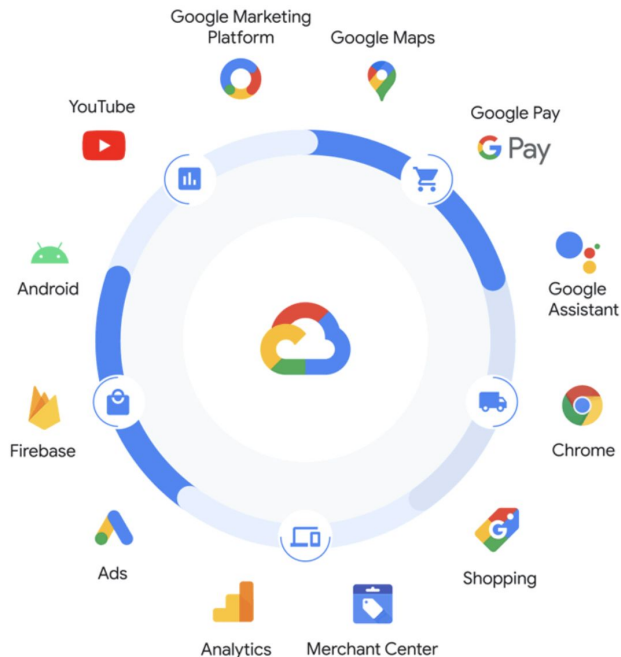 Google Marketing
Platform
Google Maps
YouTube
Google Pay
G Pay
Android
Google
Assistant
Firebase
Chrome
Ads
G
Shopping
Analytics
Merchant Center